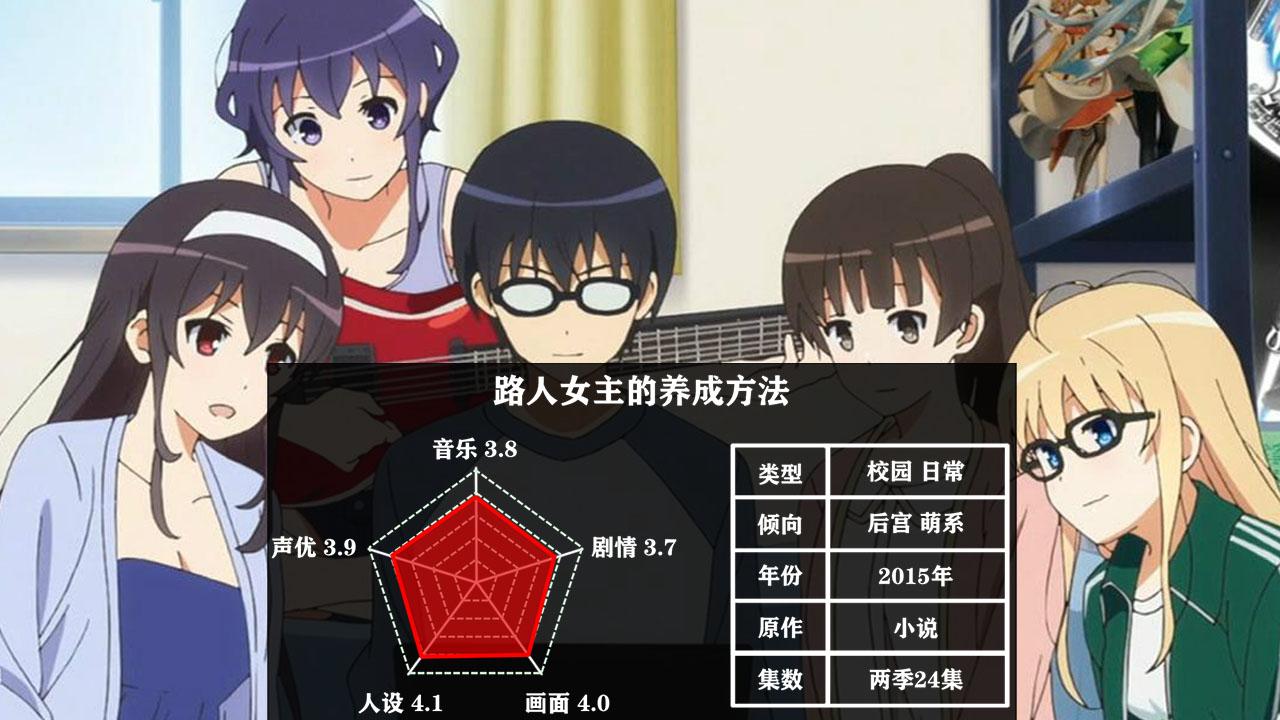 路人女主的养成方法
音乐 3.8
声优 3.9
剧情 3.7
人设 4.1
画面 4.0
类型 校园 日常
倾向 后宫 萌系
年份 2015年
原作 小说
集数 两季24集